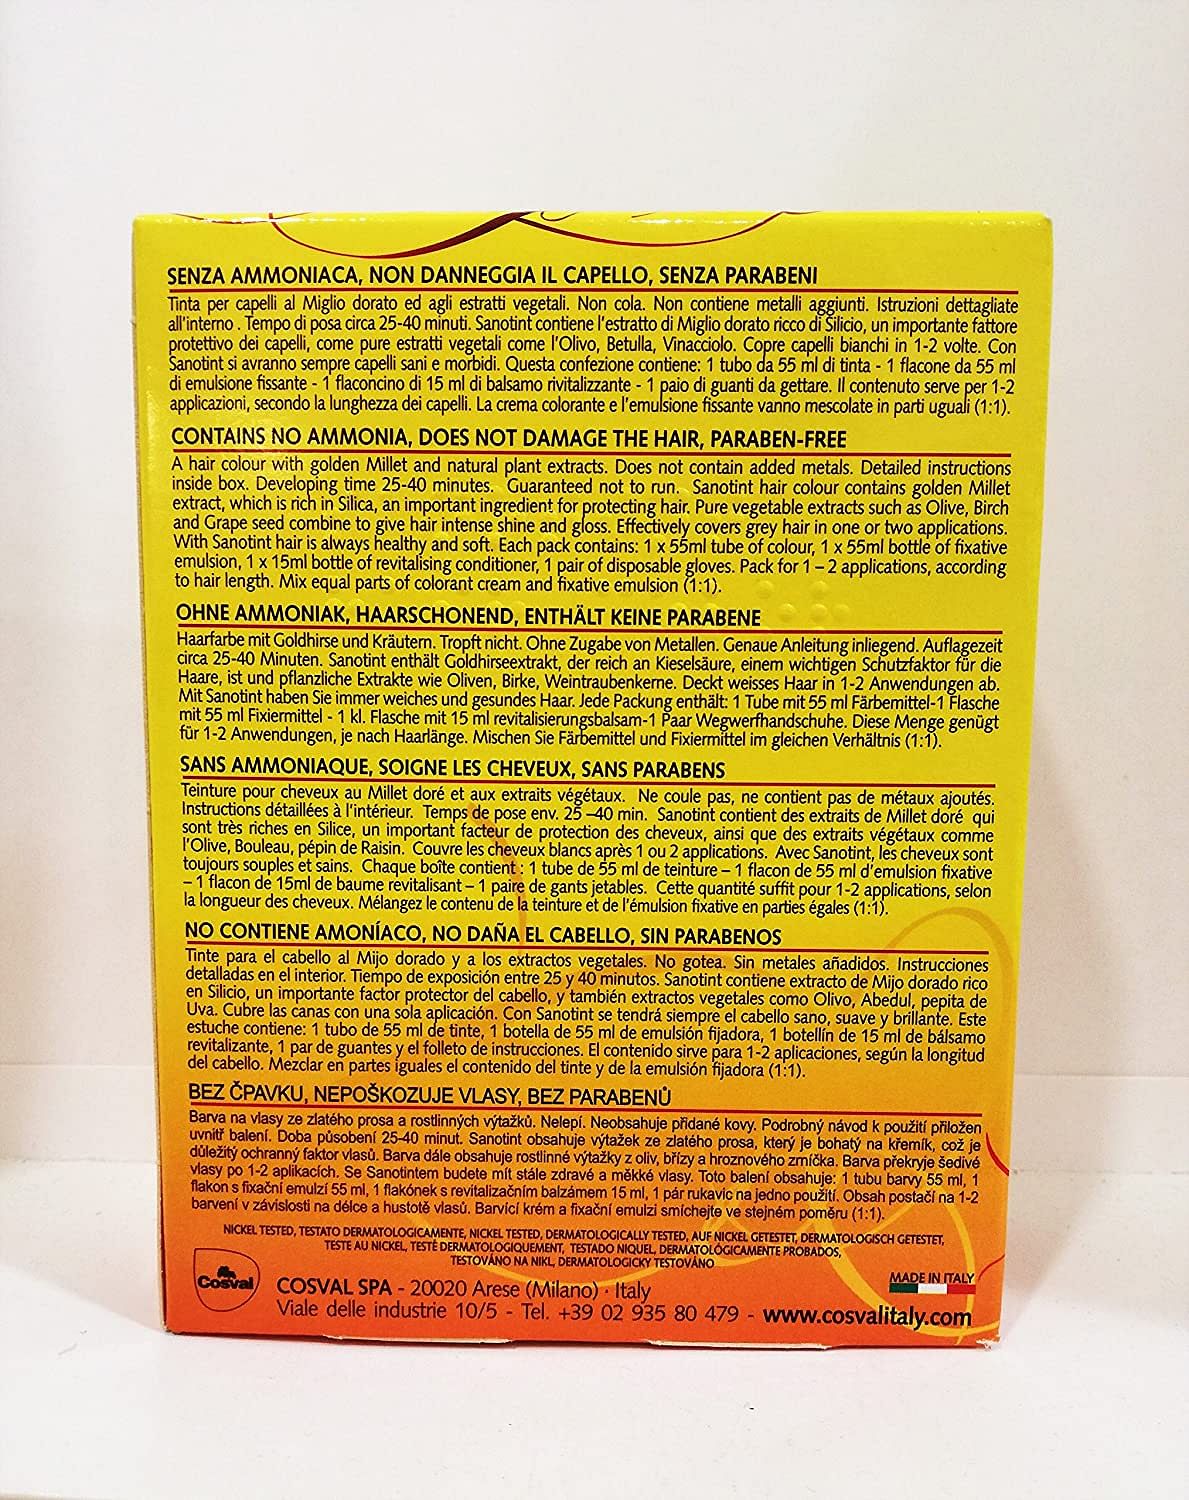 SENZA AMMONIACA, NON DANNEGGIA IL CAPELLO, SENZA PARABENI
Tinta per capelli al Miglio dorato ed agli estratti vegetali. Non cola. Non contiene metalli aggiunti. Istruzioni dettagliate
all'interno . Tempo di posa circa 25-40 minuti. Sanotint contiene l'estratto di Miglio dorato ricco di Silicio, un importante fattore
protettivo dei capelli, come pure estratti vegetali come l'Olivo, Betulla, Vinacciolo. Copre capelli bianchi in 1-2 volte. Con
Sanotint si avranno sempre capelli sani e morbidi. Questa confezione contiene: 1 tubo da 55 ml di tinta - 1 flacone da 55 ml
di emulsione fissante - 1 flaconcino di 15 ml di balsamo rivitalizzante - 1 paio di guanti da gettare. Il contenuto serve per 1-2
applicazioni, secondo la lunghezza dei capelli. La crema colorante e l'emulsione fissante vanno mescolate in parti uguali (1:1).
CONTAINS NO AMMONIA, DOES NOT DAMAGE THE HAIR, PARABEN-FREE
A hair colour with golden Millet and natural plant extracts. Does not contain added metals. Detailed instructions
inside box. Developing time 25-40 minutes. Guaranteed not to run. Sanotint hair colour contains golden Millet
extract, which is rich in Silica, an important ingredient for protecting hair. Pure vegetable extracts such as Olive, Birch
and Grape seed combine to give hair intense shine and gloss. Effectively covers grey hair in one or two applications.
With Sanotint hair is always healthy and soft. Each pack contains: 1 x 55ml tube of colour, 1 x 55ml bottle of fixative
emulsion, 1 x 15ml bottle of revitalising conditioner, 1 pair of disposable gloves. Pack for 1 – 2 applications, according
to hair length. Mix equal parts of colorant cream and fixative emulsion (1:1).
OHNE AMMONIAK, HAARSCHONEND, ENTHÄLT KEINE PARABENE
Haarfarbe mit Goldhirse und Kräutern. Tropft nicht. Ohne Zugabe von Metallen. Genaue Anleitung inliegend. Auflagezeit
circa 25-40 Minuten. Sanotint enthält Goldhirseextrakt, der reich an Kieselsäure, einem wichtigen Schutzfaktor für die
Haare, ist und pflanzliche Extrakte wie Oliven, Birke, Weintraubenkerne. Deckt weisses Haar in 1-2 Anwendungen ab.
Mit Sanotint haben Sie immer weiches und gesundes Haar. Jede Packung enthält: 1 Tube mit 55 ml Färbemittel-1 Flasche
mit 55 ml Fixiermittel - 1 kl. Flasche mit 15 ml revitalisierungsbalsam-1 Paar Wegwerfhandschuhe. Diese Menge genügt
für 1-2 Anwendungen, je nach Haarlänge. Mischen Sie Färbemittel und Fixiermittel im gleichen Verhältnis (1:1).
SANS AMMONIAQUE, SOIGNE LES CHEVEUX, SANS PARABENS
Teinture pour cheveux au Millet doré et aux extraits végétaux. Ne coule pas, ne contient pas de métaux ajoutés.
Instructions détaillées à l'intérieur. Temps de pose env. 25 –40 min. Sanotint contient des extraits de Millet doré qui
sont très riches en Silice, un important facteur de protection des cheveux, ainsi que des extraits végétaux comme
l'Olive, Bouleau, pépin de Raisin. Couvre les cheveux blancs après 1 ou 2 applications. Avec Sanotint, les cheveux sont
toujours souples et sains. Chaque boîte contient : 1 tube de 55 ml de teinture – 1 flacon de 55 ml d'émulsion fixative
– 1 flacon de 15ml de baume revitalisant – 1 paire de gants jetables. Cette quantité suffit pour 1-2 applications, selon
la longueur des cheveux. Mélangez le contenu de la teinture et de l'émulsion fixative en parties égales (1:1).
NO CONTIENE AMONÍACO, NO DAÑA EL CABELLO, SIN PARABENOS
Tinte para el cabello al Mijo dorado y a los extractos vegetales. No gotea. Sin metales añadidos. Instrucciones
detalladas en el interior. Tiempo de exposición entre 25 y 40 minutos. Sanotint contiene extracto de Mijo dorado rico
en Silicio, un importante factor protector del cabello, y también extractos vegetales como Olivo, Abedul, pepita de
Uva. Cubre las canas con una sola aplicación. Con Sanotint se tendrá siempre el cabello sano, suave y brillante. Este
estuche contiene: 1 tubo de 55 ml de tinte, 1 botella de 55 ml de emulsión fijadora, 1 botellín de 15 ml de bálsamo
revitalizante, 1 par de guantes y el folleto de instrucciones. El contenido sirve para 1-2 aplicaciones, según la longitud
del cabello. Mezclar en partes iguales el contenido del tinte y de la emulsión fijadora (1:1).
BEZ ČPAVKU, NEPOŠKOZUJE VLASY, BEZ PARABENŮ
Barva na vlasy ze zlatého prosa a rostlinných výtažků. Nelepí. Neobsahuje přidané kovy. Podrobný návod k použití přiložen
uvnitř balení. Doba působení 25-40 minut. Sanotint obsahuje výtažek ze zlatého prosa, který je bohatý na křemík, což je
důležitý ochranný faktor vlasů. Barva dále obsahuje rostlinné výtažky z oliv, břízy a hroznového zrníčka. Barva překryje šedivé
vlasy po 1-2 aplikacích. Se Sanotintem budete mít stále zdravé a měkké vlasy. Toto balení obsahuje: 1 tubu barvy 55 ml, 1
flakon s fixační emulzí 55 ml, 1 flakónek s revitalizačním balzámem 15 ml, 1 pár rukavic na jedno použití. Obsah postačí na 1-2
barvení v závislosti na délce a hustotě vlasů. Barvící krém a fixační emulzi smíchejte ve stejném poměru (1:1).
NICKEL TESTED, TESTATO DERMATOLOGICAMENTE, NICKEL TESTED, DERMATOLOGICALLY TESTED, AUF NICKEL GETESTET, DERMATOLOGISCH GETESTET,
TESTE AU NICKEL, TESTÉ DERMATOLOGIQUEMENT, TESTADO NIQUEL, DERMATOLÓGICAMENTE PROBADOS,
TESTOVÁNO NA NIKL, DERMATOLOGICKY TESTOVÁNO
Cosval
COSVAL SPA - 20020 Arese (Milano) · Italy
MADE IN ITALY
Viale delle industrie 10/5 - Tel. +39 02 935 80 479 - www.cosvalitaly.com